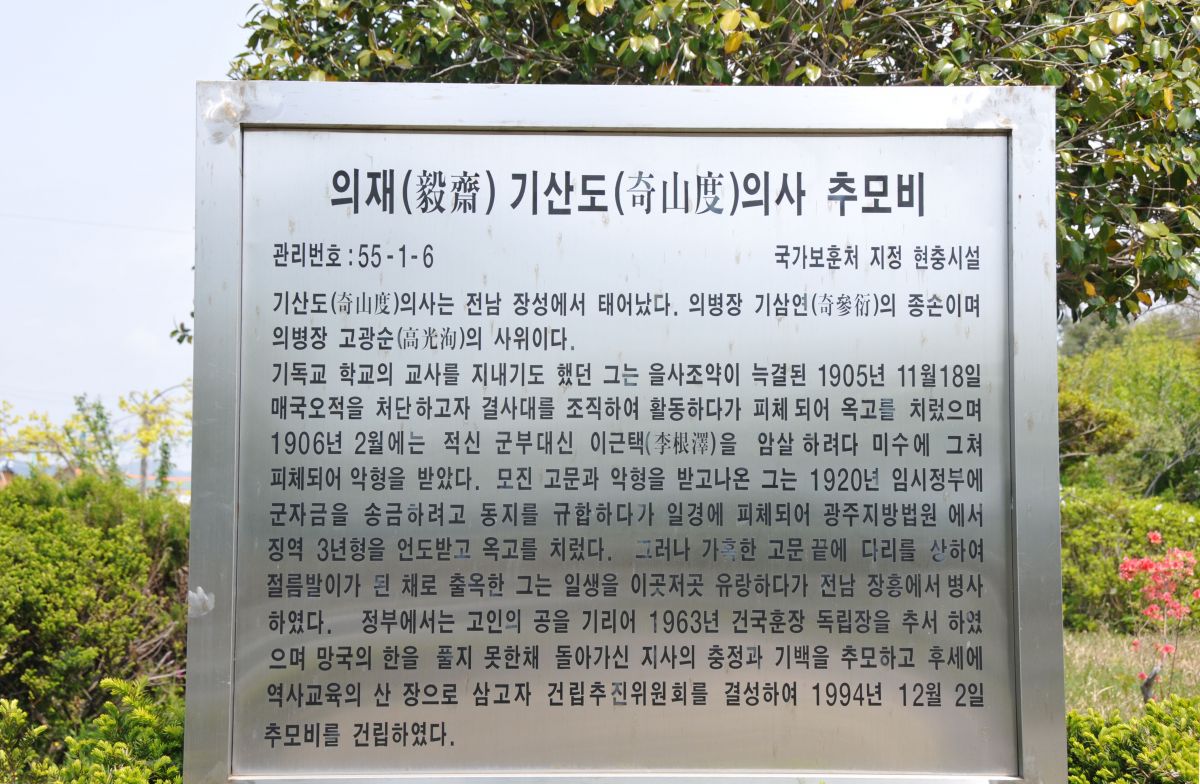 의재(毅齋) 기산도(奇山度)의사 추모비
관리번호 : 55 - 1 - 6
국가보훈처 지정 현충시설
기산도(奇山度)의사는 전남 장성에서 태어났다. 의병장 기삼연(奇參衍)의 종손이며
의병장 고광순(高光洵)의 사위이다.
기독교 학교의 교사를 지내기도 했던 그는 을사조약이 늑결된 1905년 11월18일
매국오적을 처단하고자 결사대를 조직하여 활동하다가 피체 되어 옥고를 치렀으며
1906년 2월에는 적신 군부대신 이근택(李根澤)을 암살 하려다 미수에 그쳐
피체되어 악형을 받았다. 모진 고문과 악형을 받고나온 그는 1920년 임시정부에
군자금을 송금하려고 동지를 규합하다가 일경에 피체되어 광주지방법원 에서
징역 3년형을 언도받고 옥고를 치렀다. 그러나 가혹한 고문 끝에 다리를 상하여
절름발이가 된 채로 출옥한 그는 일생을 이곳저곳 유랑하다가 전남 장흥에서 병사
하였다. 정부에서는 고인의 공을 기리어 1963년 건국훈장 독립장을 추서 하였
으며 망국의 한을 풀지 못한채 돌아가신 지사의 충정과 기백을 추모하고 후세에
역사교육의 산 장으로 삼고자 건립추진위원회를 결성하여 1994년 12월 2일
추모비를 건립하였다.